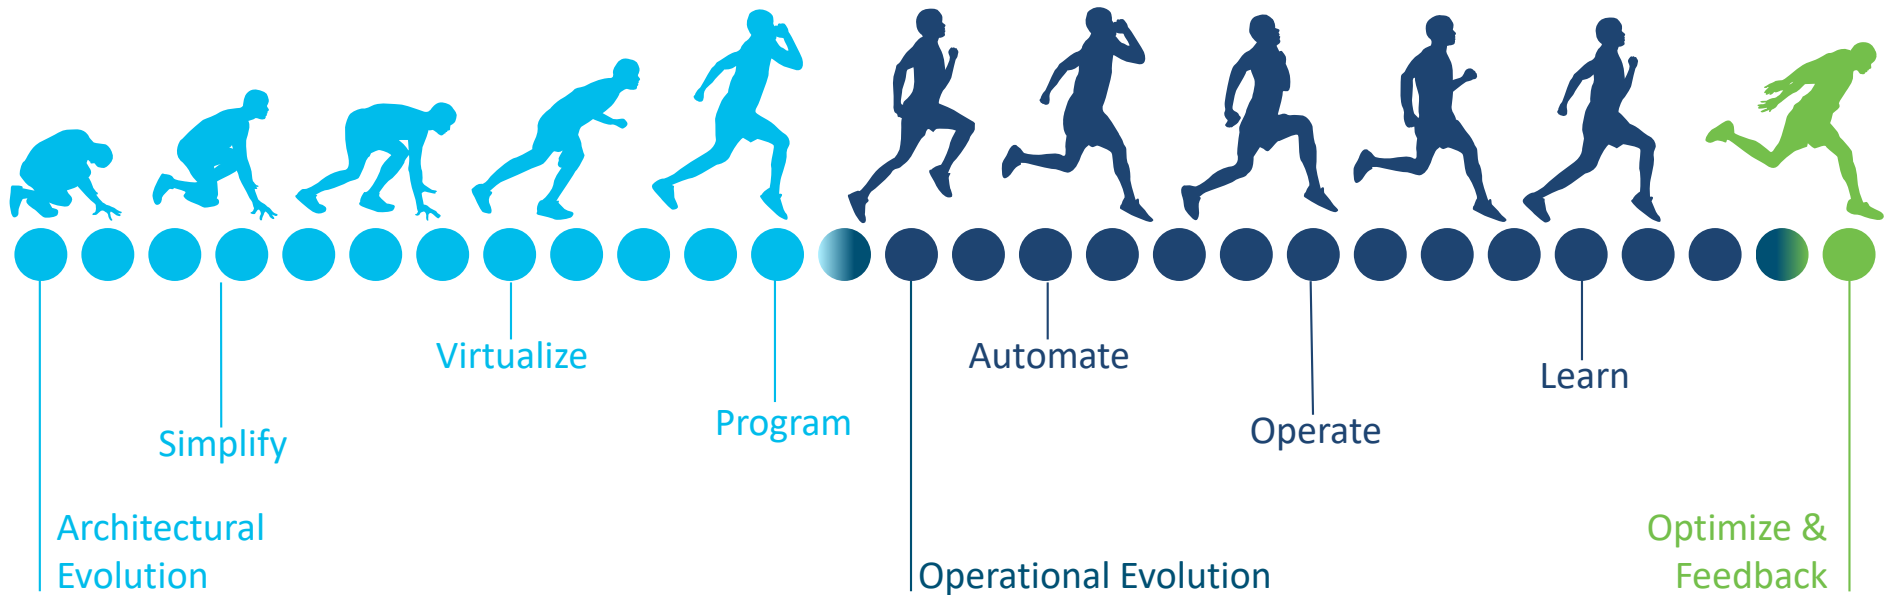 Virtualize
Automate
Learn
Program
Simplify
Operate
Architectural
Evolution
Operational Evolution
Optimize &
Feedback